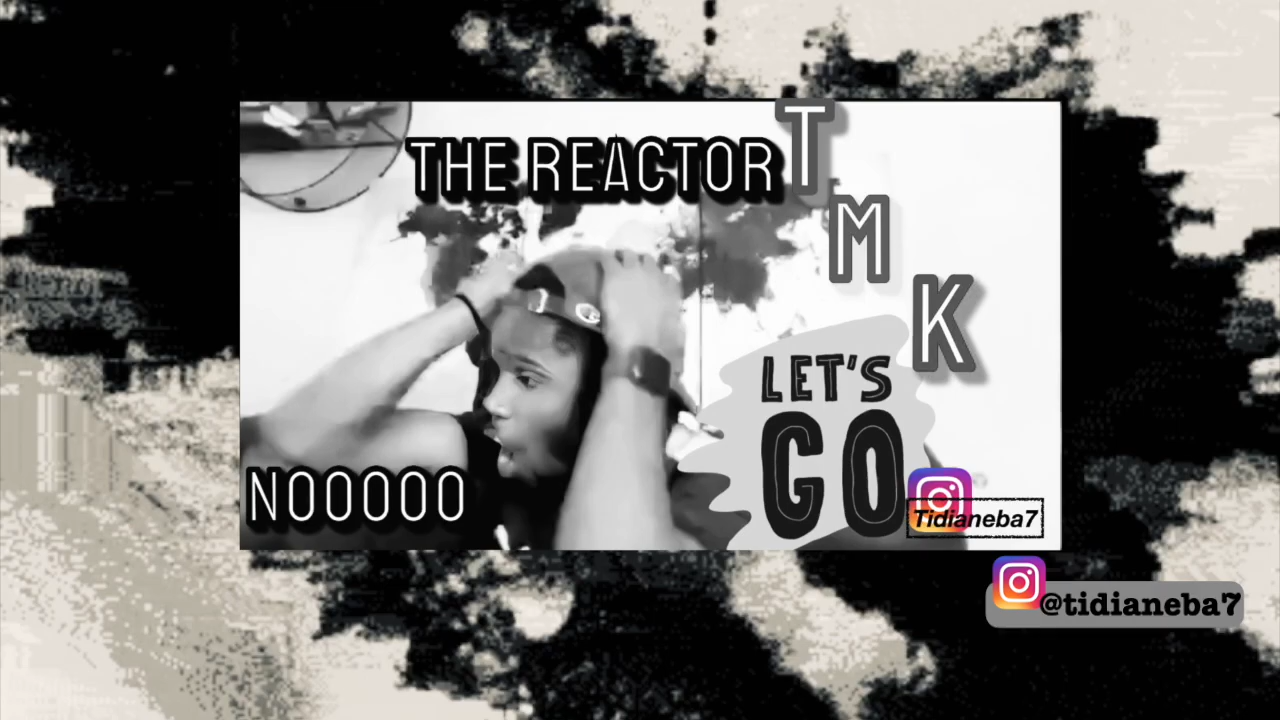 THE REACTOR
T
M
K
LET'S
GO
NOOOOO
Tidianeba7
@tidianeba7